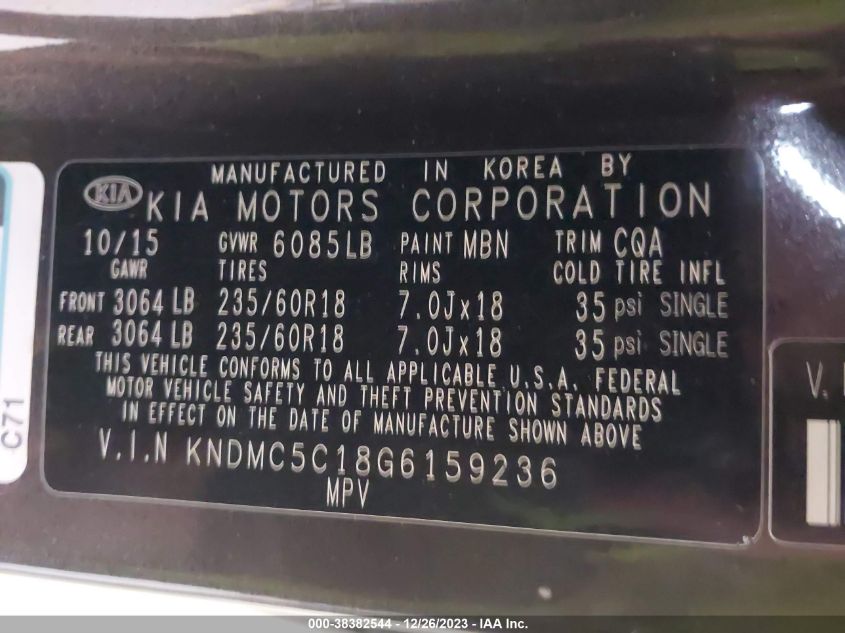 MANUFACTURED IN KOREA BY
KIA KIA MOTORS CORPORATION
10/15 GVWR 6085LB PAINT MBN TRIM CQA
GAWR TIRES RIMS COLD TIRE INFL
FRONT 3064 LB 235/60R18 7.0Jx18 35 psi SINGLE
REAR 3064 LB 235/60R18 7.0Jx18 35 psi SINGLE
THIS VEHICLE CONFORMS TO ALL APPLICABLE U.S.A. FEDERAL
MOTOR VEHICLE SAFETY AND THEFT PREVENTION STANDARDS
IN EFFECT ON THE DATE OF MANUFACTURE SHOWN ABOVE
V.I.N KNDMC5C18G6159236
MPV
C71
V.
000-38382544 - 12/26/2023 - IAA Inc.